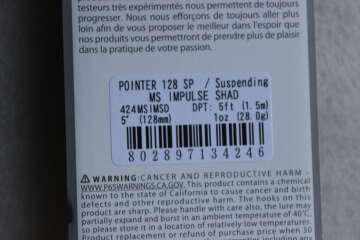 testeurs très expérimentés nous permettent de toujours
progresser. Nous nous efforçons de toujours aller plus
loin afin de vous proposer le meilleur dans l'espoir que
nos produits vous permettront de prendre plus de plaisir
dans la pratique de votre passion.
POINTER 128 SP / Suspending
MS IMPULSE SHAD
424MSIMSD DPT: 5ft (1.5m)
5" (128mm) 1oz (28.0g)
8028971342 46
⚠WARNING: CANCER AND REPRODUCTIVE HARM -
WWW.P65WARNINGS.CA.GOV. This product contains a chemical
known to the state of California to cause cancer and birth
defects and other reproductive harm. The hooks on this
product are sharp. Please handle with care also, the lure may
partially expand and burst in an ambient temperature of 40°C,
so please store it in a location of relatively low temperatures.
Product replacement or refund of purchase price when 30